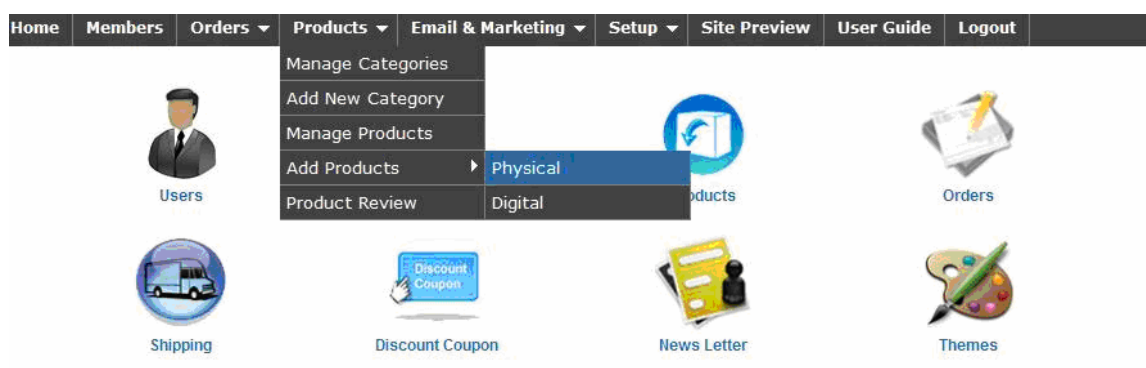 Home Members Orders Products Email & Marketing Setup Site Preview User Guide Logout
Manage Categories
Add New Category
Manage Products
Add Products Physical
Product Review Digital
Users oducts Orders
Discount
Coupon
Shipping Discount Coupon News Letter Themes